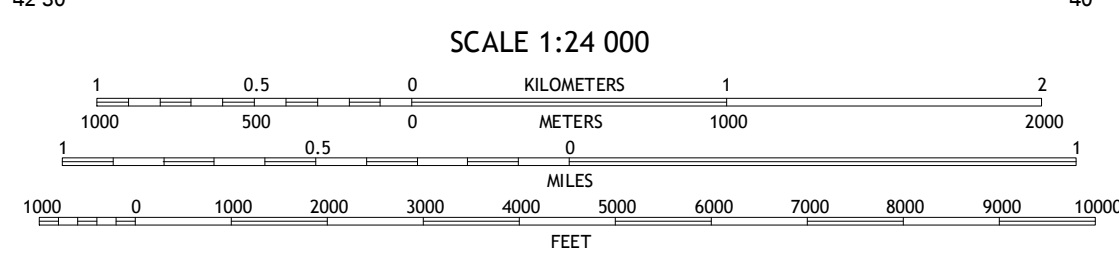 42'30" 40'
SCALE 1:24 000
1 0.5 0 KILOMETERS 1 2
1000 500 0 METERS 1000 2000
1 0.5 0 1
MILES
1000 0 1000 2000 3000 4000 5000 6000 7000 8000 9000 10000
FEET